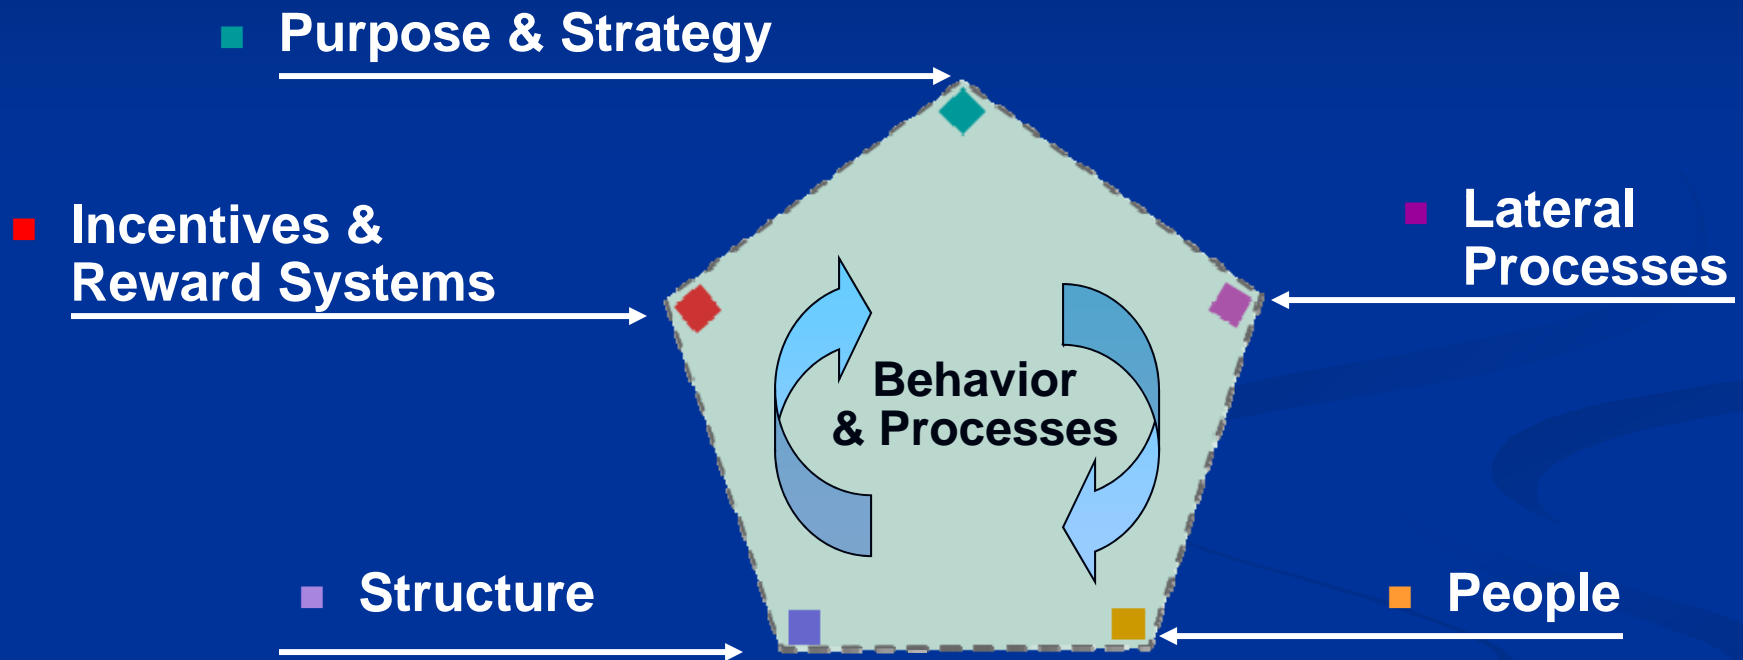 Purpose & Strategy
Incentives &
Reward Systems
Lateral
Processes
Behavior
& Processes
Structure
People